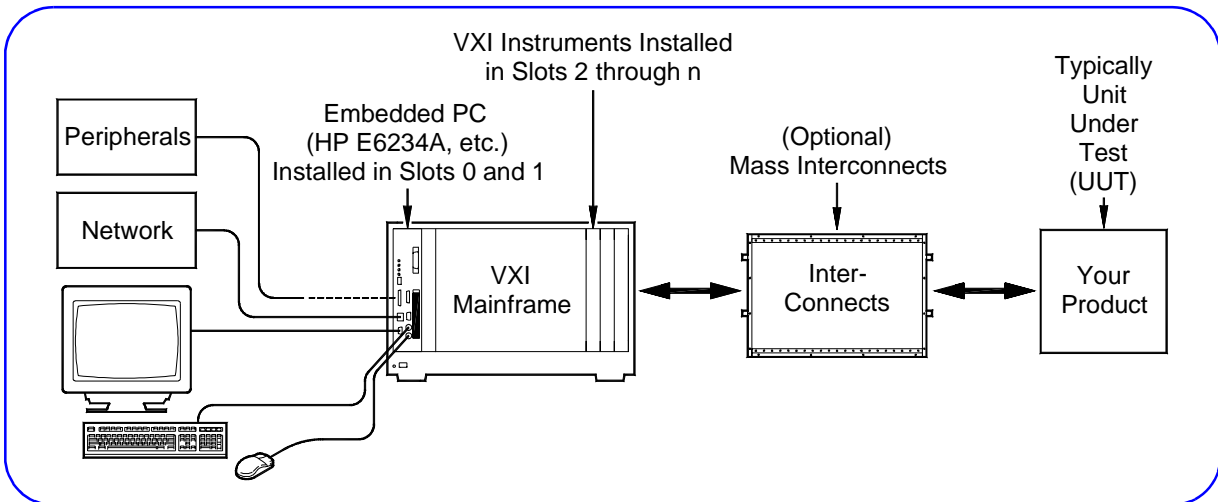 VXI Instruments Installed
in Slots 2 through n
Typically
Unit
Under
Test
(UUT)
Embedded PC
(HP E6234A, etc.)
Installed in Slots 0 and 1
(Optional)
Mass Interconnects
Peripherals
Network
VXI
Mainframe
Inter-
Connects
Your
Product